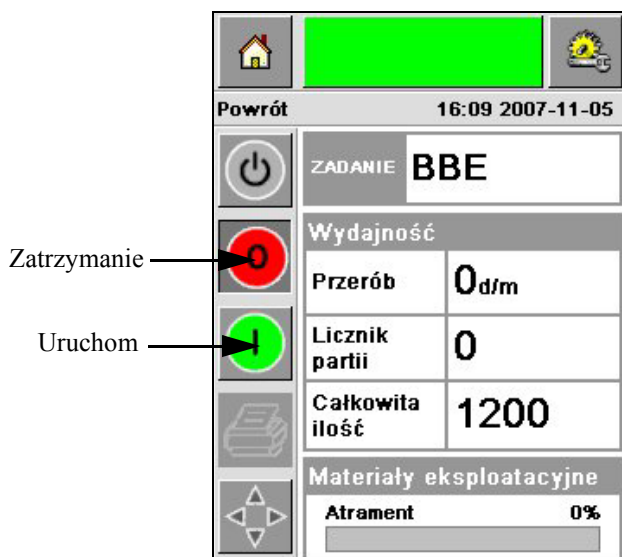 Powrót 16:09 2007-11-05
ZADANIE BBE
Zatrzymanie
O
Uruchom
I
Wydajność
Przerób 0d/m
Licznik
partii 0
Całkowita
ilość 1200
Materiały eksploatacyjne
Atrament 0%